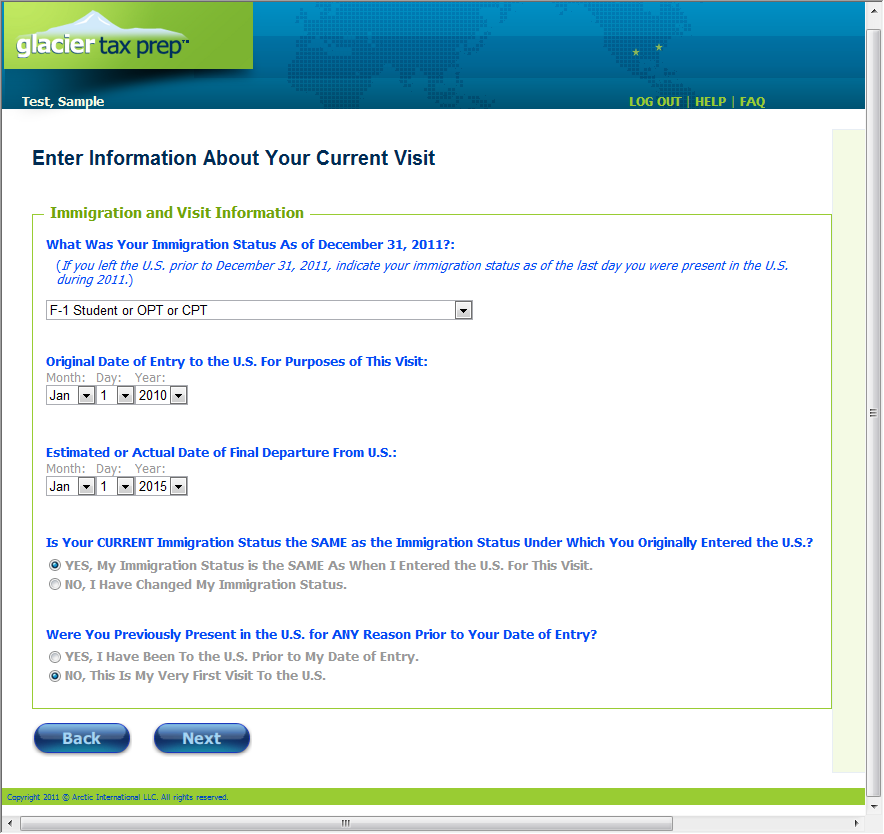 glacier tax prep™
Test, Sample
LOG OUT | HELP | FAQ
Enter Information About Your Current Visit
Immigration and Visit Information
What Was Your Immigration Status As of December 31, 2011?:
(If you left the U.S. prior to December 31, 2011, indicate your immigration status as of the last day you were present in the U.S.
during 2011.)
F-1 Student or OPT or CPT
Original Date of Entry to the U.S. For Purposes of This Visit:
Month: Day: Year:
Jan 1 2010
Estimated or Actual Date of Final Departure From U.S.:
Month: Day: Year:
Jan 1 2015
Is Your CURRENT Immigration Status the SAME as the Immigration Status Under Which You Originally Entered the U.S.?
YES, My Immigration Status is the SAME As When I Entered the U.S. For This Visit.
NO, I Have Changed My Immigration Status.
Were You Previously Present in the U.S. for ANY Reason Prior to Your Date of Entry?
YES, I Have Been To the U.S. Prior to My Date of Entry.
NO, This Is My Very First Visit To the U.S.
Back Next
Copyright 2011 © Arctic International LLC. All rights reserved.